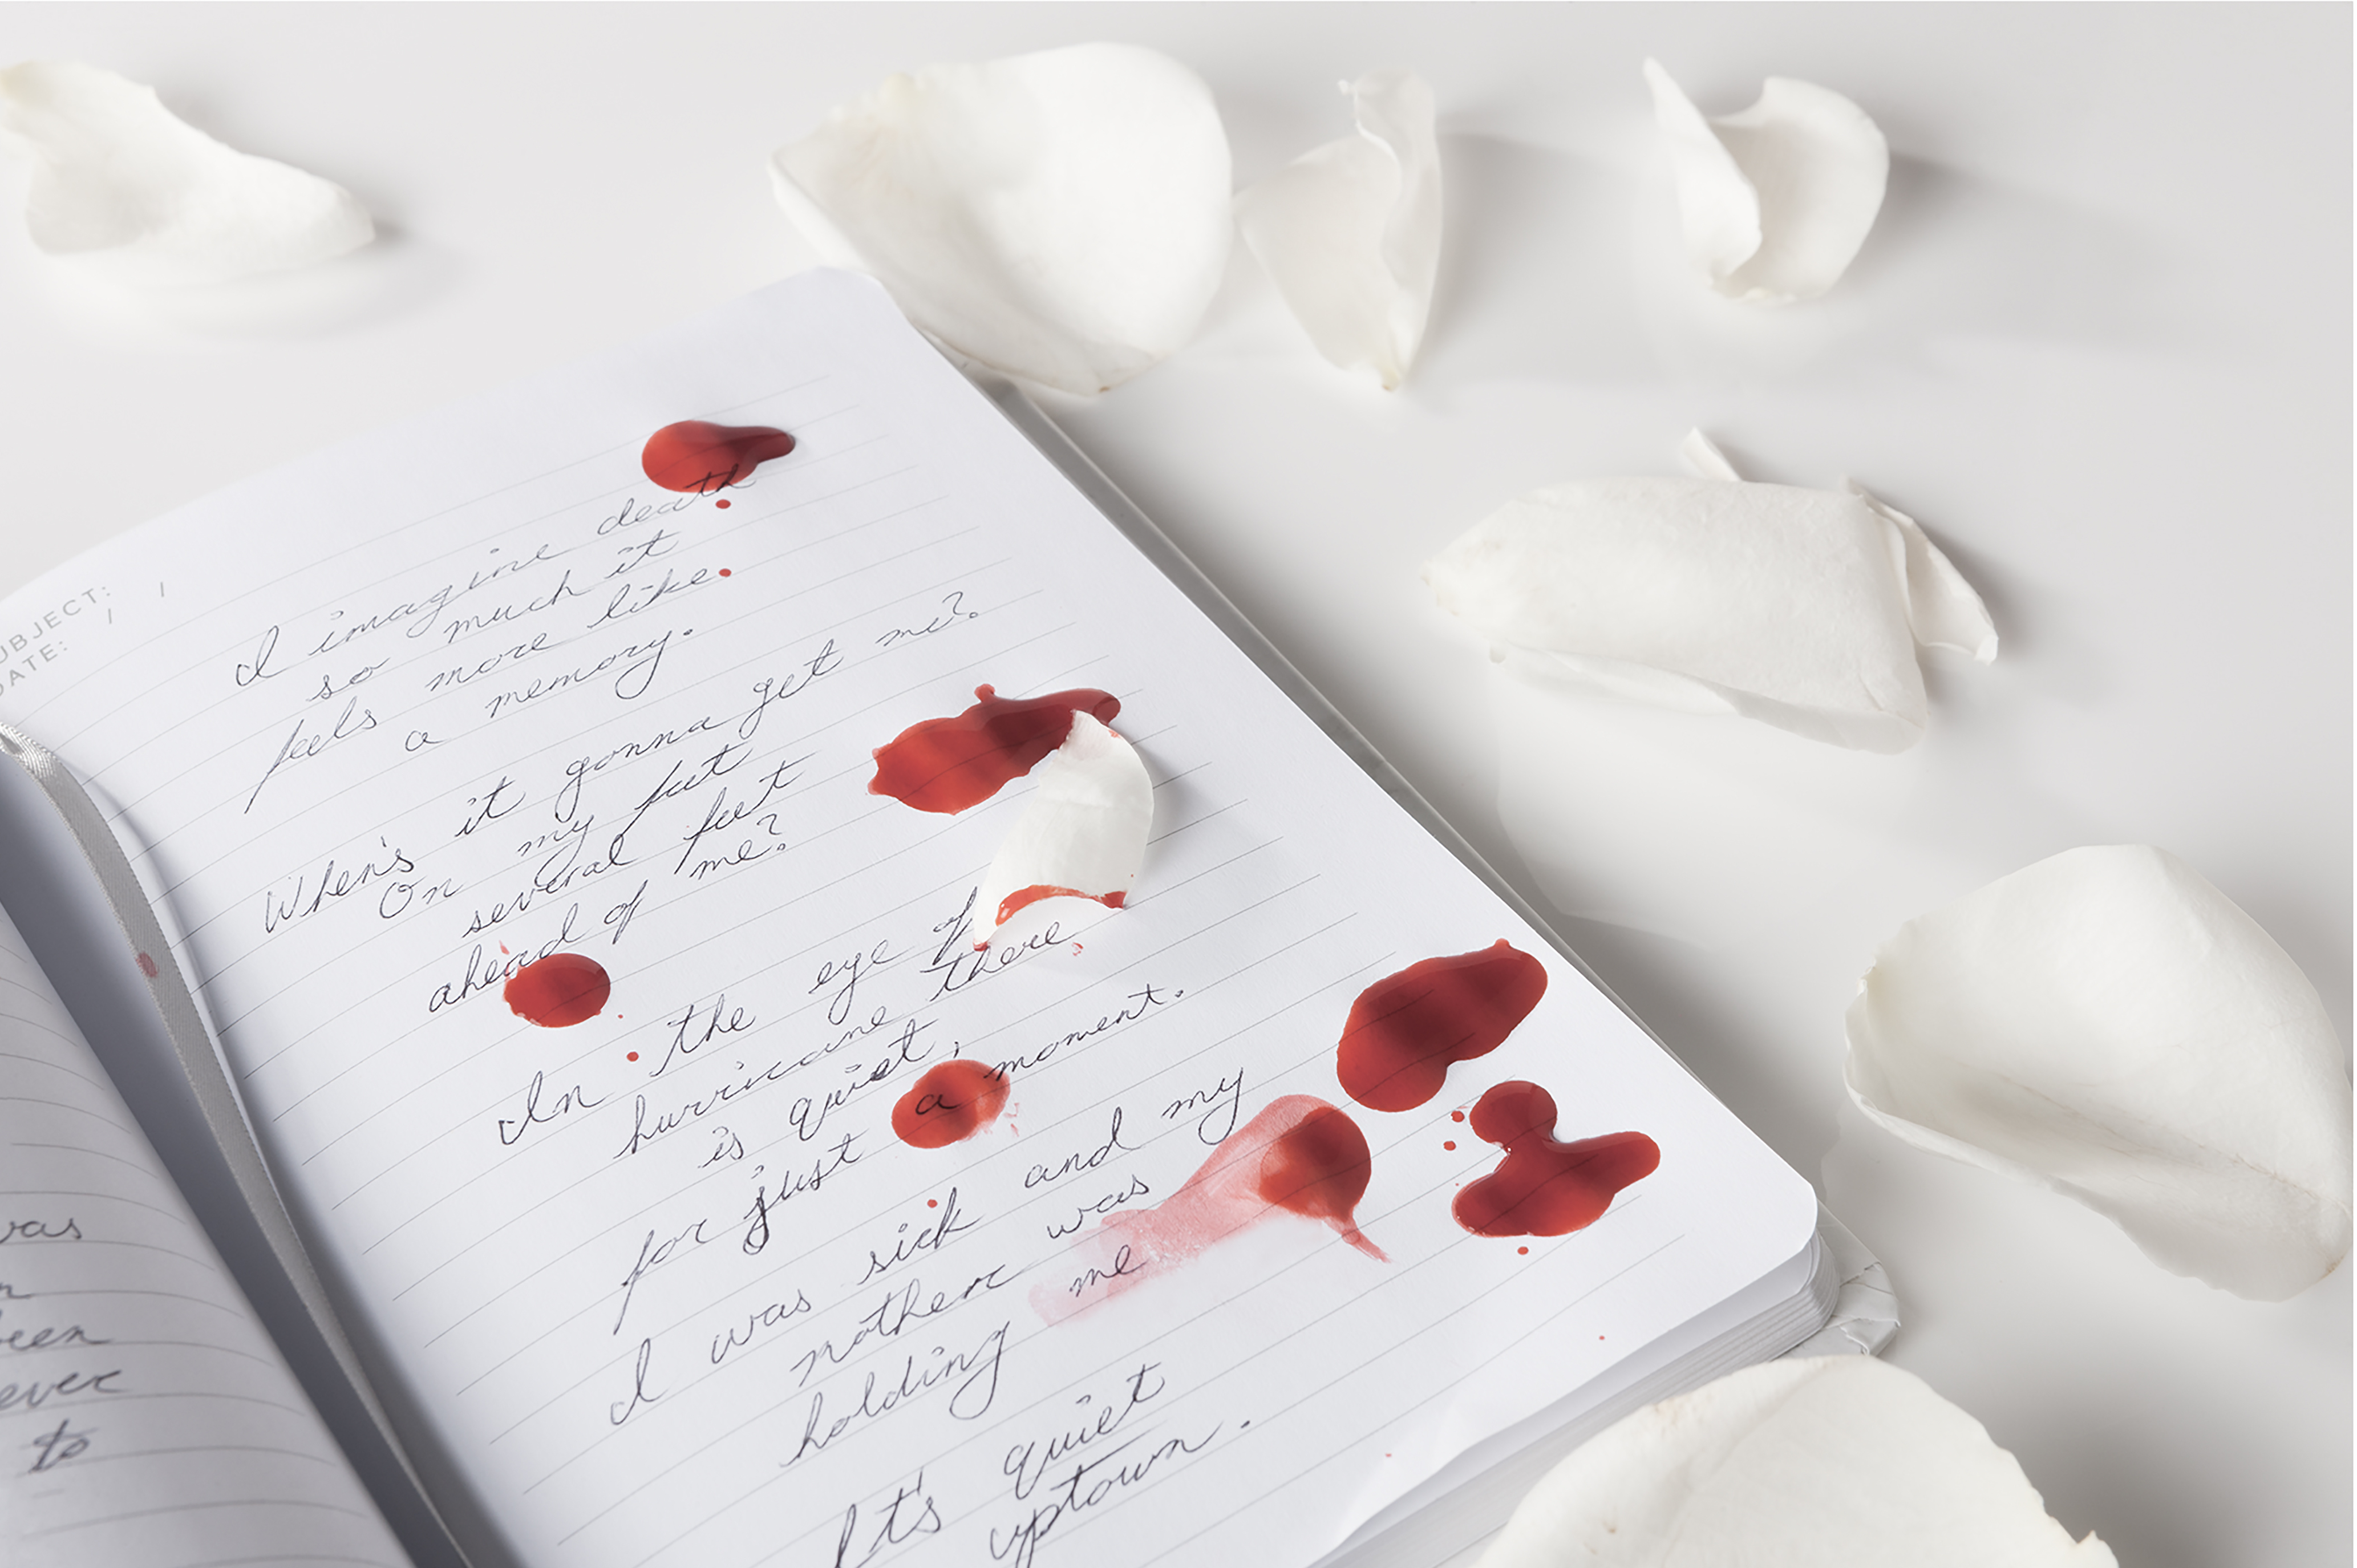 UBJECT: / /
DATE:
I imagine death
so much it
feels more like
a memory.
When's it gonna get me?
On my feet
several feet
ahead of me?
In the eye of
hurricane there
is quiet,
for just a moment.
I was sick and my
mother was
holding me
It's quiet
uptown.
was
een
ever
to